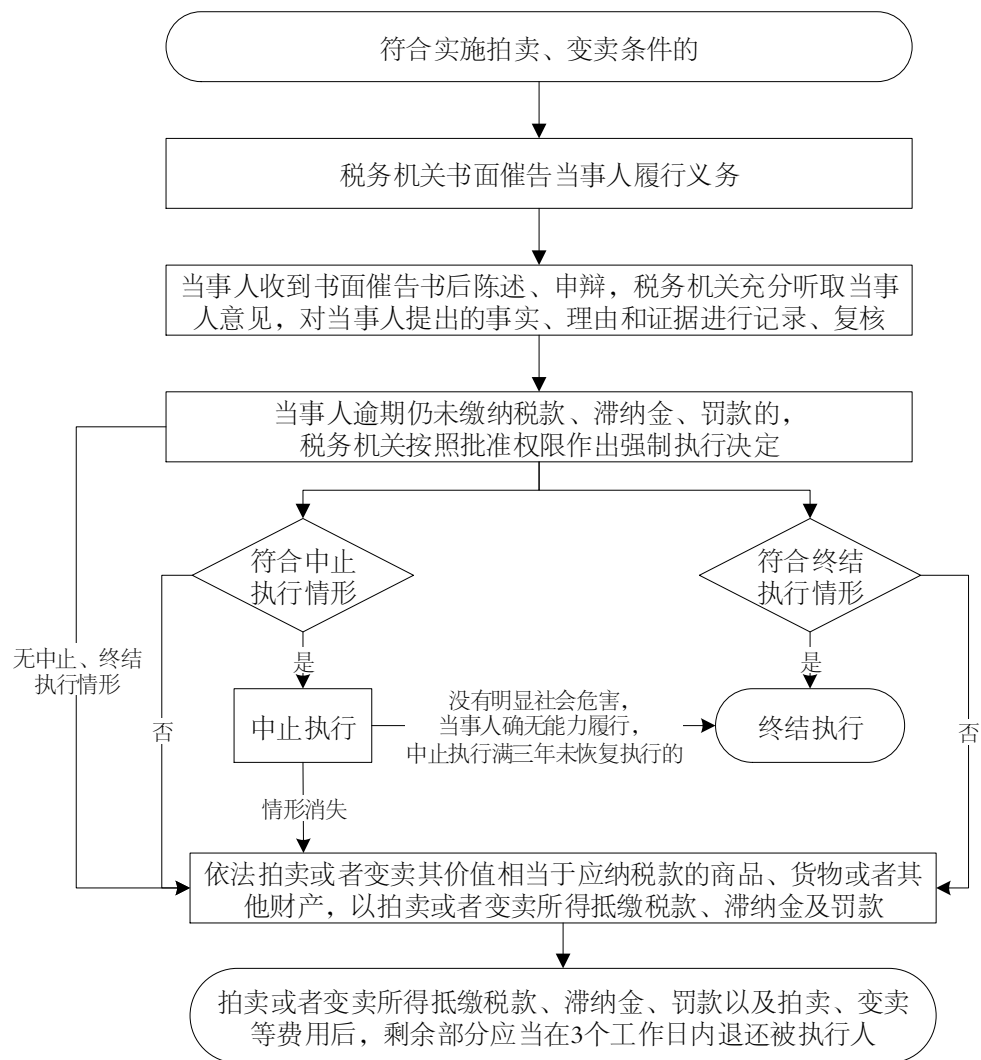 符合实施拍卖、变卖条件的
税务机关书面催告当事人履行义务
当事人收到书面催告书后陈述、申辩，税务机关充分听取当事
人意见，对当事人提出的事实、理由和证据进行记录、复核
当事人逾期仍未缴纳税款、滞纳金、罚款的，
税务机关按照批准权限作出强制执行决定
符合中止
执行情形
符合终结
执行情形
无中止、终结
执行情形
是
是
否
否
中止执行
没有明显社会危害，
当事人确无能力履行，
中止执行满三年未恢复执行的
终结执行
情形消失
依法拍卖或者变卖其价值相当于应纳税款的商品、货物或者其
他财产，以拍卖或者变卖所得抵缴税款、滞纳金及罚款
拍卖或者变卖所得抵缴税款、滞纳金、罚款以及拍卖、变卖
等费用后，剩余部分应当在3个工作日内退还被执行人